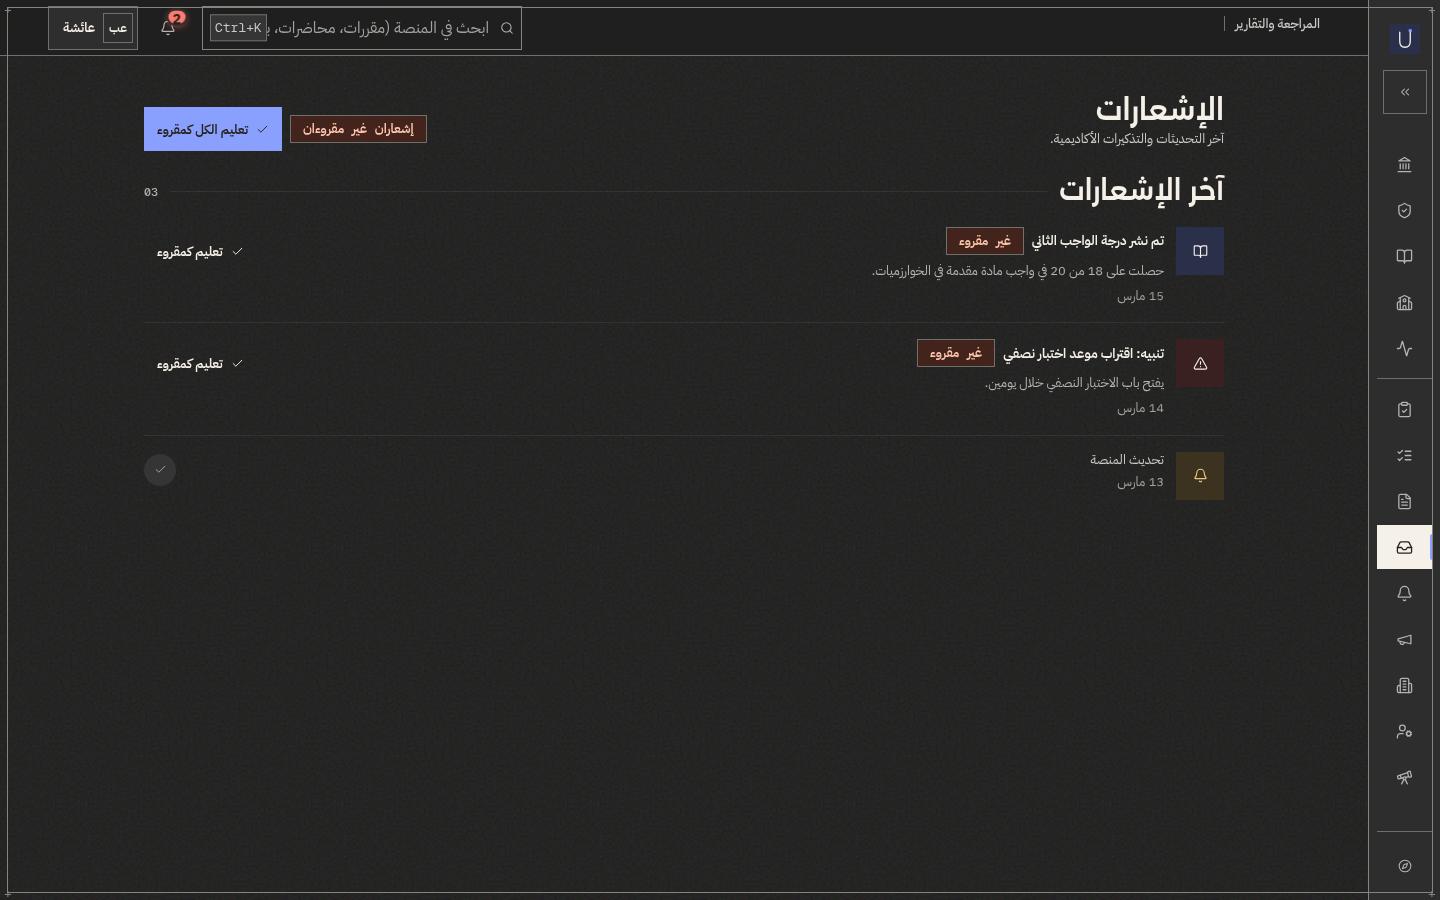 المراجعة والتقارير
ابحث في المنصة (مقررات، محاضرات، ي
Ctrl+K
2
عب
عائشة
الإشعارات
آخر التحديثات والتذكيرات الأكاديمية.
إشعاران غير مقروءان
تعليم الكل كمقروء
آخر الإشعارات
03
تم نشر درجة الواجب الثاني
غير مقروء
حصلت على 18 من 20 في واجب مادة مقدمة في الخوارزميات.
15 مارس
تعليم كمقروء
تنبيه: اقتراب موعد اختبار نصفي
غير مقروء
يفتح باب الاختبار النصفي خلال يومين.
14 مارس
تعليم كمقروء
تحديث المنصة
13 مارس